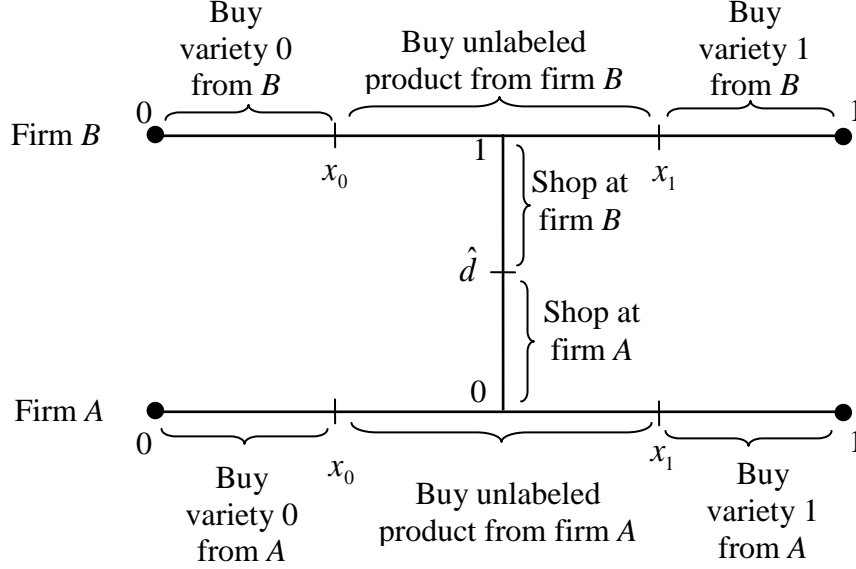 Buy
variety 0
from B
Buy unlabeled
product from firm B
Buy
variety 1
from B
0
1
Firm B
x₀
1
x₁
Shop at
firm B
d̂
Shop at
firm A
0
Firm A
0
x₀
x₁
1
Buy
variety 0
from A
Buy unlabeled
product from firm A
Buy
variety 1
from A